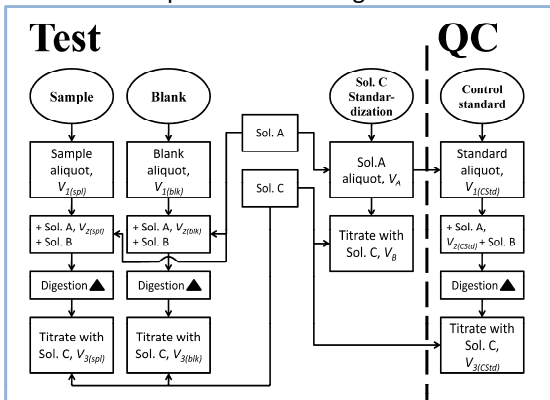 Test
QC
Sample
Blank
Sol. C
Standar-
dization
Control
standard
Sample
aliquot,
V1(spl)
Blank
aliquot,
V1(blk)
Sol. A
Sol.A
aliquot, VA
Standard
aliquot,
V1(CStd)
Sol. C
+ Sol. A, V2(spl)
+ Sol. B
+ Sol. A, V2(blk)
+ Sol. B
Titrate with
Sol. C, VB
+ Sol. A,
V2(CStd) + Sol. B
Digestion ▲
Digestion ▲
Digestion ▲
Titrate with
Sol. C, V3(spl)
Titrate with
Sol. C, V3(blk)
Titrate with
Sol. C,
V3(CStd)